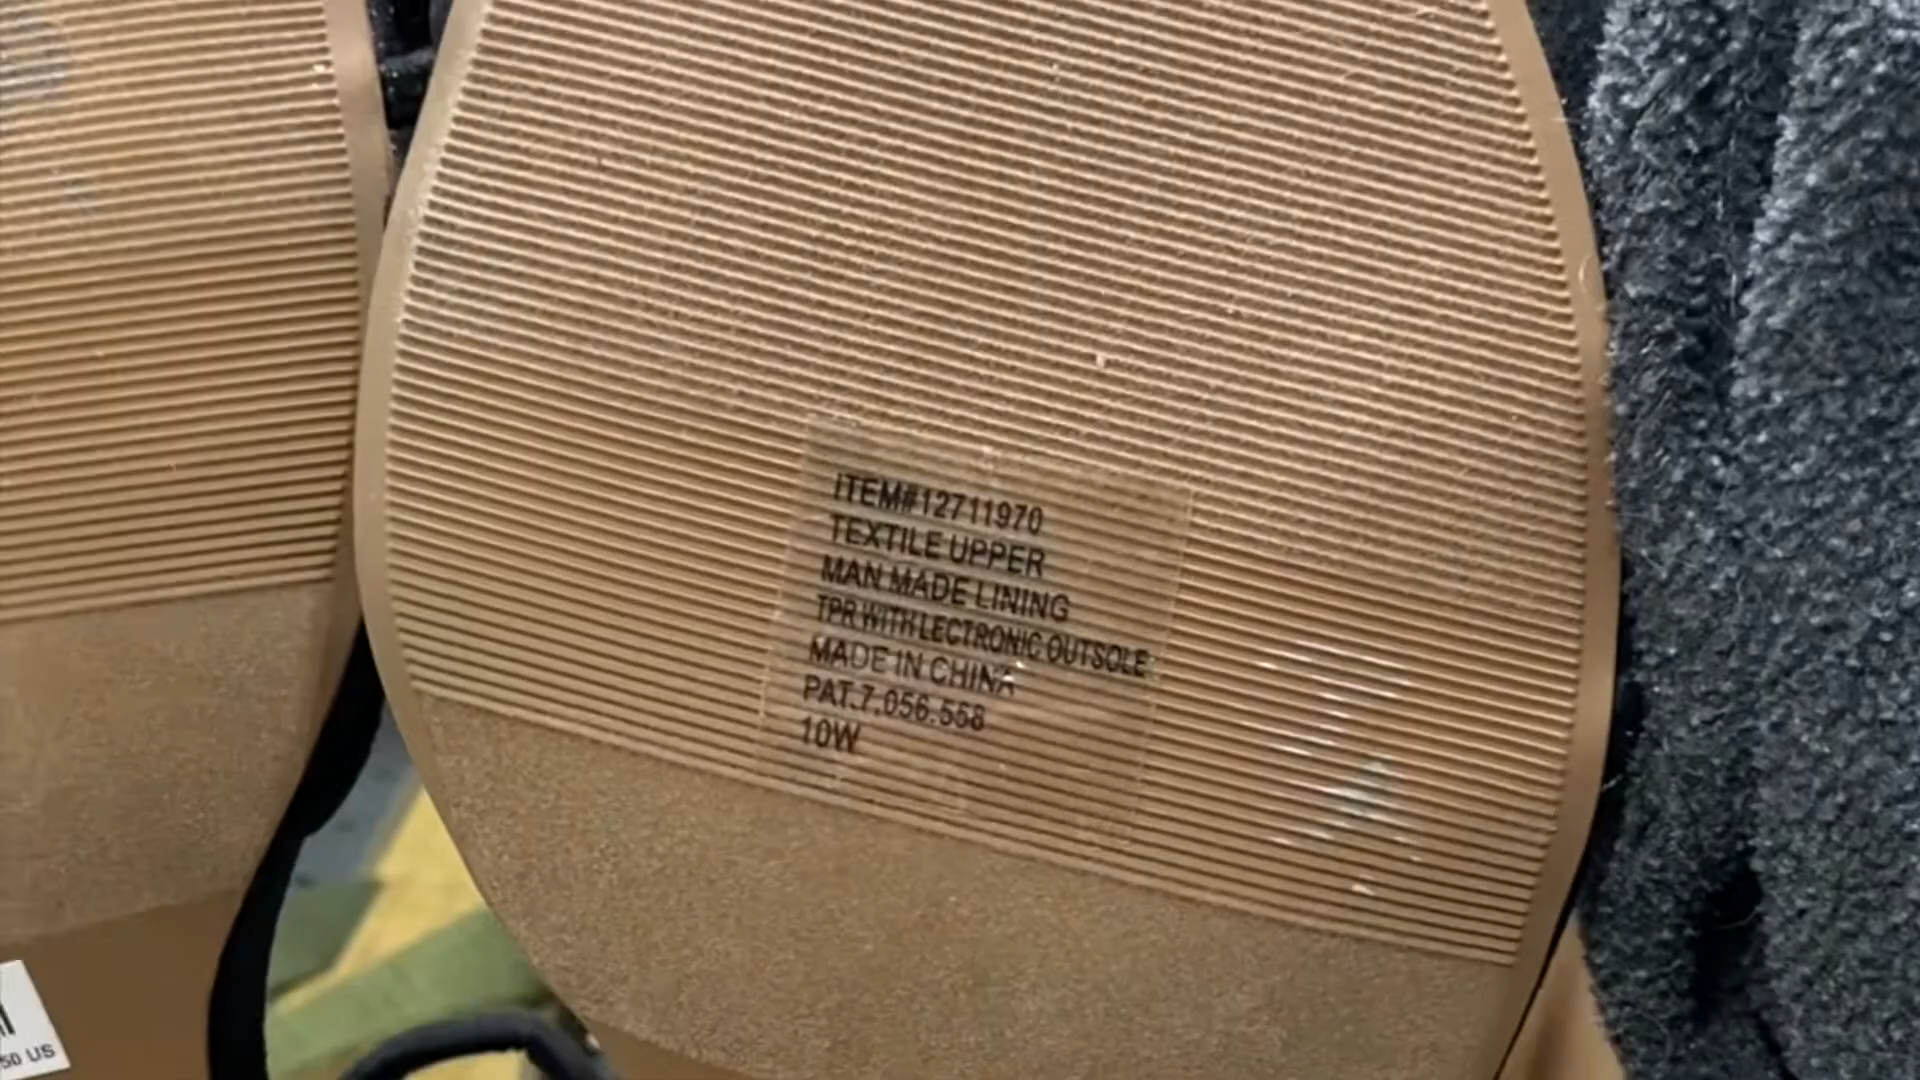 ITEM#12711970
TEXTILE UPPER
MAN MADE LINING
TPR WITH LECTRONIC OUTSOLE
MADE IN CHINA
PAT.7.056.558
10W
50 US